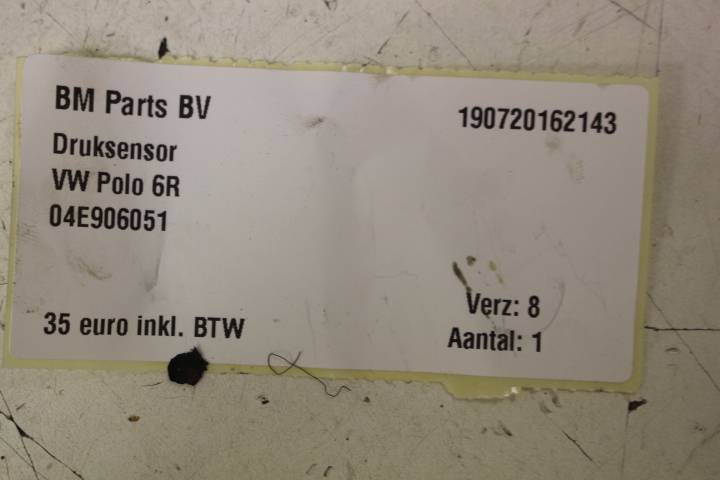 BM Parts BV
190720162143
Druksensor
VW Polo 6R
04E906051
35 euro inkl. BTW
Verz: 8
Aantal: 1